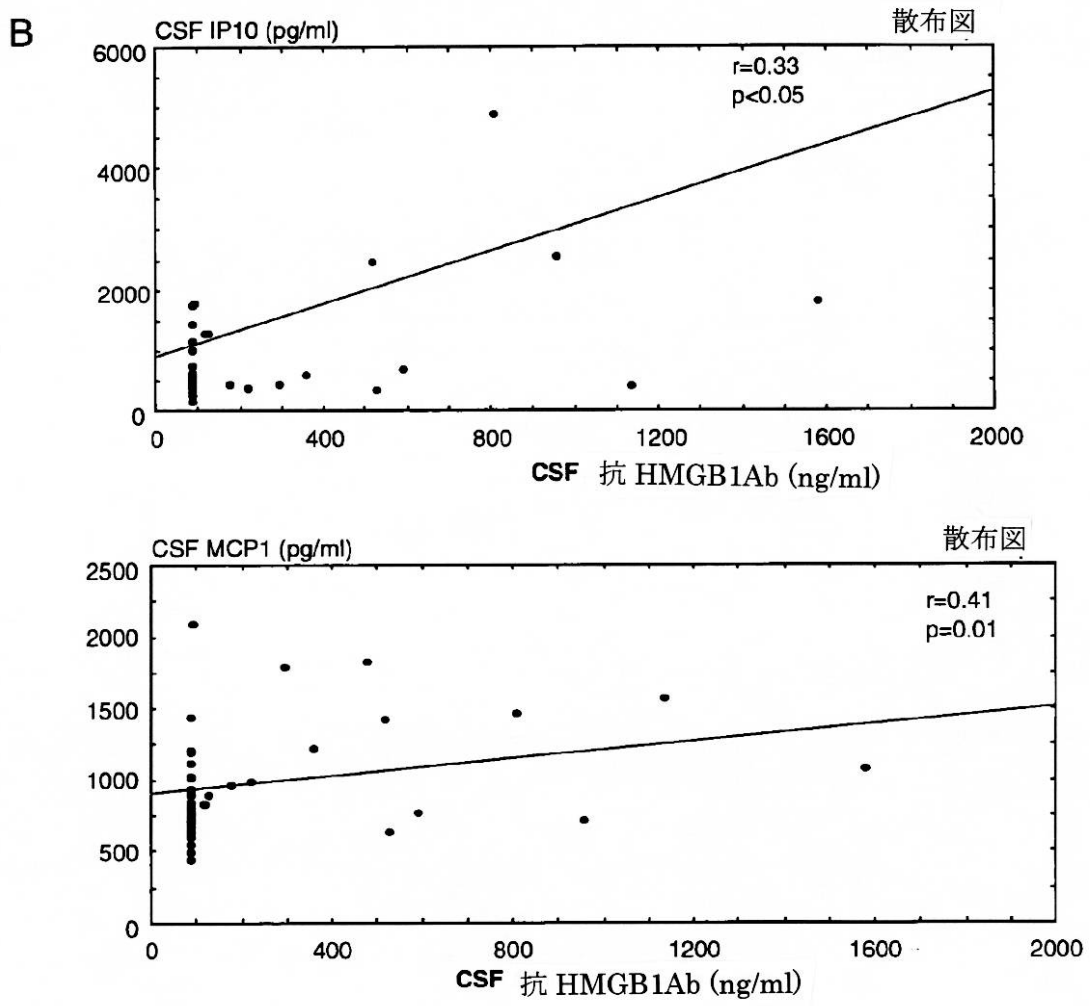 B
CSF IP10 (pg/ml)
散布図
6000
4000
2000
0
r=0.33
p<0.05
0 400 800 1200 1600 2000
CSF 抗 HMGB1Ab (ng/ml)
CSF MCP1 (pg/ml)
散布図
2500
2000
1500
1000
500
0
r=0.41
p=0.01
0 400 800 1200 1600 2000
CSF 抗 HMGB1Ab (ng/ml)